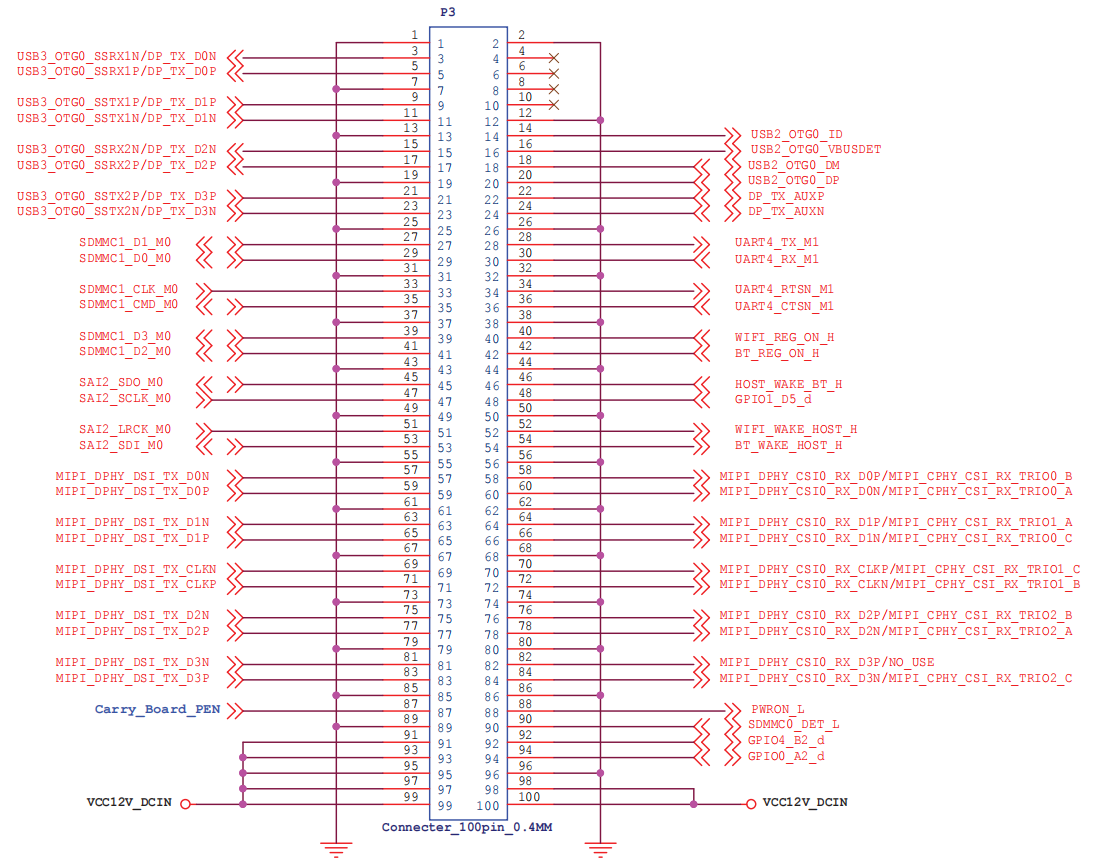 P3
1 1 2 2
USB3_OTG0_SSRX1N/DP_TX_D0N 3 3 4 4
USB3_OTG0_SSRX1P/DP_TX_D0P 5 5 6 6
7 7 8 8
USB3_OTG0_SSTX1P/DP_TX_D1P 9 9 10 10
USB3_OTG0_SSTX1N/DP_TX_D1N 11 11 12 12
13 13 14 14 USB2_OTG0_ID
USB3_OTG0_SSRX2N/DP_TX_D2N 15 15 16 16 USB2_OTG0_VBUSDET
USB3_OTG0_SSRX2P/DP_TX_D2P 17 17 18 18 USB2_OTG0_DM
19 19 20 20 USB2_OTG0_DP
USB3_OTG0_SSTX2P/DP_TX_D3P 21 21 22 22 DP_TX_AUXP
USB3_OTG0_SSTX2N/DP_TX_D3N 23 23 24 24 DP_TX_AUXN
25 25 26 26
SDMMC1_D1_M0 27 27 28 28 UART4_TX_M1
SDMMC1_D0_M0 29 29 30 30 UART4_RX_M1
31 31 32 32
SDMMC1_CLK_M0 33 33 34 34 UART4_RTSN_M1
SDMMC1_CMD_M0 35 35 36 36 UART4_CTSN_M1
37 37 38 38
SDMMC1_D3_M0 39 39 40 40 WIFI_REG_ON_H
SDMMC1_D2_M0 41 41 42 42 BT_REG_ON_H
43 43 44 44
SAI2_SDO_M0 45 45 46 46 HOST_WAKE_BT_H
SAI2_SCLK_M0 47 47 48 48 GPIO1_D5_d
49 49 50 50
SAI2_LRCK_M0 51 51 52 52 WIFI_WAKE_HOST_H
SAI2_SDI_M0 53 53 54 54 BT_WAKE_HOST_H
55 55 56 56
MIPI_DPHY_DSI_TX_D0N 57 57 58 58 MIPI_DPHY_CSI0_RX_D0P/MIPI_CPHY_CSI_RX_TRIO0_B
MIPI_DPHY_DSI_TX_D0P 59 59 60 60 MIPI_DPHY_CSI0_RX_D0N/MIPI_CPHY_CSI_RX_TRIO0_A
61 61 62 62
MIPI_DPHY_DSI_TX_D1N 63 63 64 64 MIPI_DPHY_CSI0_RX_D1P/MIPI_CPHY_CSI_RX_TRIO1_A
MIPI_DPHY_DSI_TX_D1P 65 65 66 66 MIPI_DPHY_CSI0_RX_D1N/MIPI_CPHY_CSI_RX_TRIO0_C
67 67 68 68
MIPI_DPHY_DSI_TX_CLKN 69 69 70 70 MIPI_DPHY_CSI0_RX_CLKP/MIPI_CPHY_CSI_RX_TRIO1_C
MIPI_DPHY_DSI_TX_CLKP 71 71 72 72 MIPI_DPHY_CSI0_RX_CLKN/MIPI_CPHY_CSI_RX_TRIO1_B
73 73 74 74
MIPI_DPHY_DSI_TX_D2N 75 75 76 76 MIPI_DPHY_CSI0_RX_D2P/MIPI_CPHY_CSI_RX_TRIO2_B
MIPI_DPHY_DSI_TX_D2P 77 77 78 78 MIPI_DPHY_CSI0_RX_D2N/MIPI_CPHY_CSI_RX_TRIO2_A
79 79 80 80
MIPI_DPHY_DSI_TX_D3N 81 81 82 82 MIPI_DPHY_CSI0_RX_D3P/NO_USE
MIPI_DPHY_DSI_TX_D3P 83 83 84 84 MIPI_DPHY_CSI0_RX_D3N/MIPI_CPHY_CSI_RX_TRIO2_C
85 85 86 86
Carry_Board_PEN 87 87 88 88 PWRON_L
89 89 90 90 SDMMC0_DET_L
91 91 92 92 GPIO4_B2_d
93 93 94 94 GPIO0_A2_d
95 95 96 96
97 97 98 98
VCC12V_DCIN 99 99 100 100 VCC12V_DCIN
Connecter_100pin_0.4MM